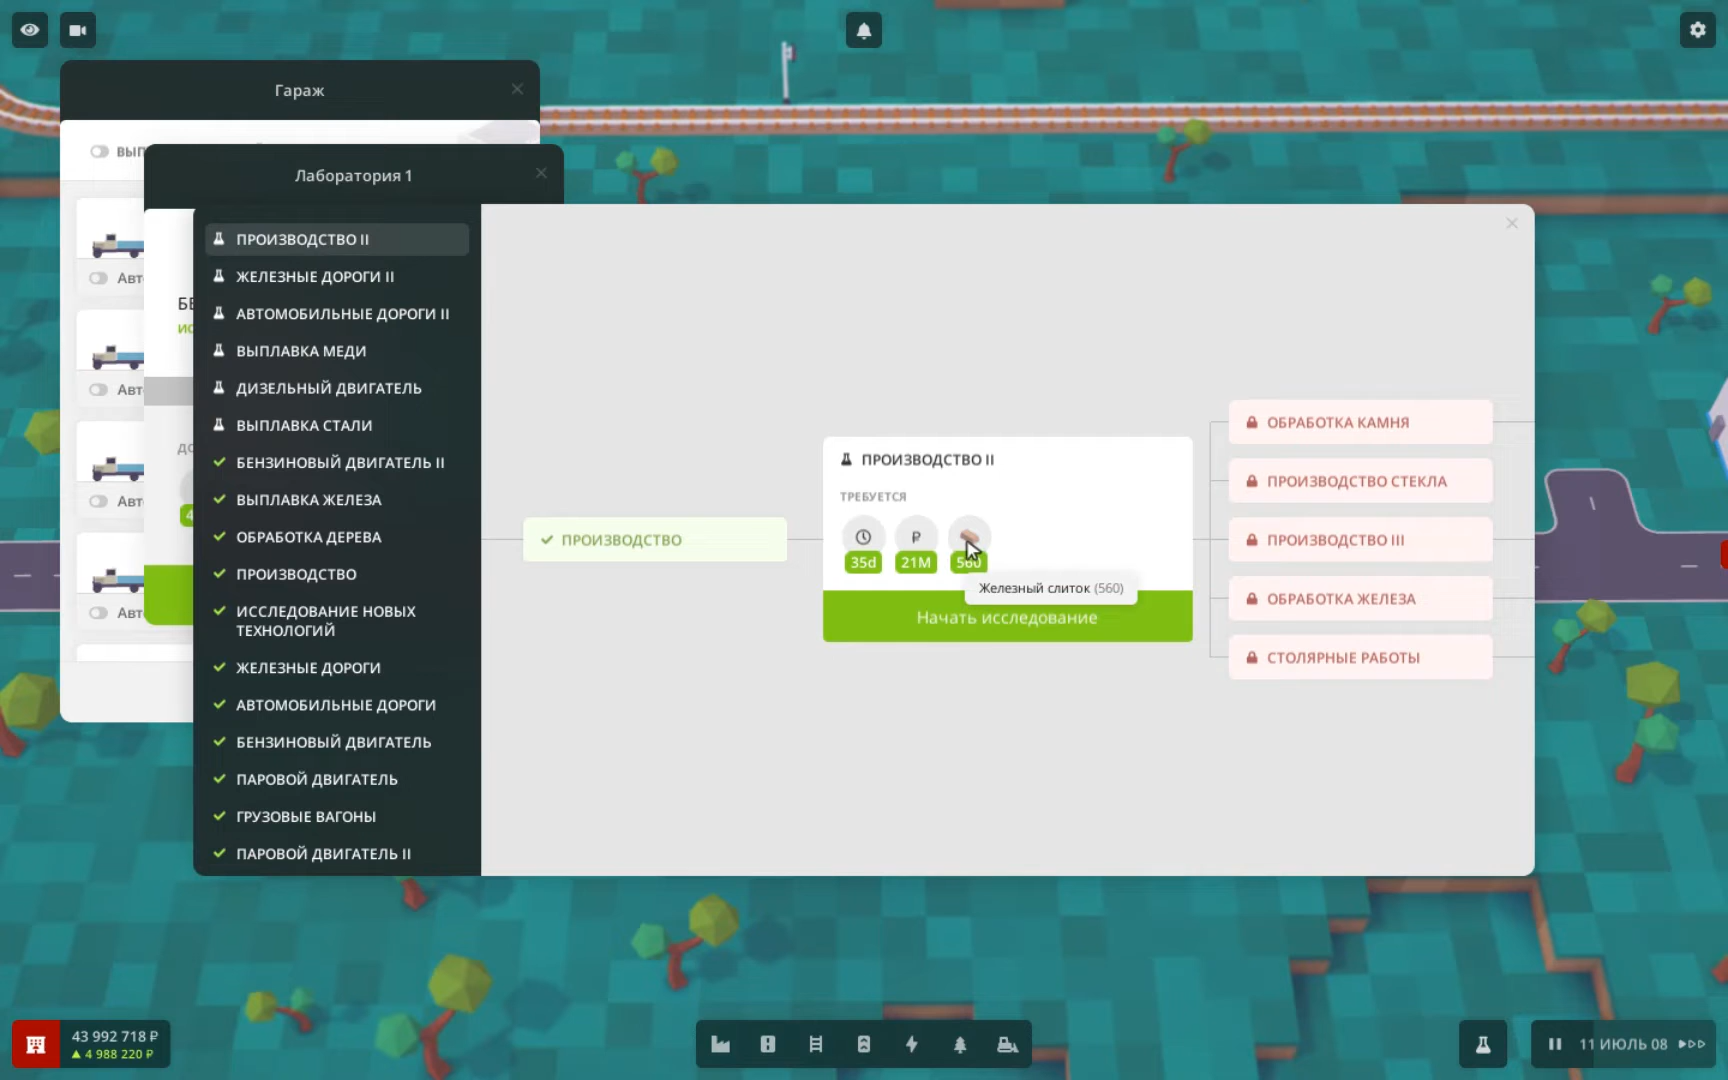 Гараж
Лаборатория 1
ПРОИЗВОДСТВО II
ЖЕЛЕЗНЫЕ ДОРОГИ II
АВТОМОБИЛЬНЫЕ ДОРОГИ II
ВЫПЛАВКА МЕДИ
ДИЗЕЛЬНЫЙ ДВИГАТЕЛЬ
ВЫПЛАВКА СТАЛИ
БЕНЗИНОВЫЙ ДВИГАТЕЛЬ II
ВЫПЛАВКА ЖЕЛЕЗА
ОБРАБОТКА ДЕРЕВА
ПРОИЗВОДСТВО
ИССЛЕДОВАНИЕ НОВЫХ
ТЕХНОЛОГИЙ
ЖЕЛЕЗНЫЕ ДОРОГИ
АВТОМОБИЛЬНЫЕ ДОРОГИ
БЕНЗИНОВЫЙ ДВИГАТЕЛЬ
ПАРОВОЙ ДВИГАТЕЛЬ
ГРУЗОВЫЕ ВАГОНЫ
ПАРОВОЙ ДВИГАТЕЛЬ II
ПРОИЗВОДСТВО
ПРОИЗВОДСТВО II
ТРЕБУЕТСЯ
₽
35d 21M 560
Железный слиток (560)
Начать исследование
ОБРАБОТКА КАМНЯ
ПРОИЗВОДСТВО СТЕКЛА
ПРОИЗВОДСТВО III
ОБРАБОТКА ЖЕЛЕЗА
СТОЛЯРНЫЕ РАБОТЫ
43 992 718 ₽
▲ 4 988 220 ₽
11 ИЮЛЬ 08